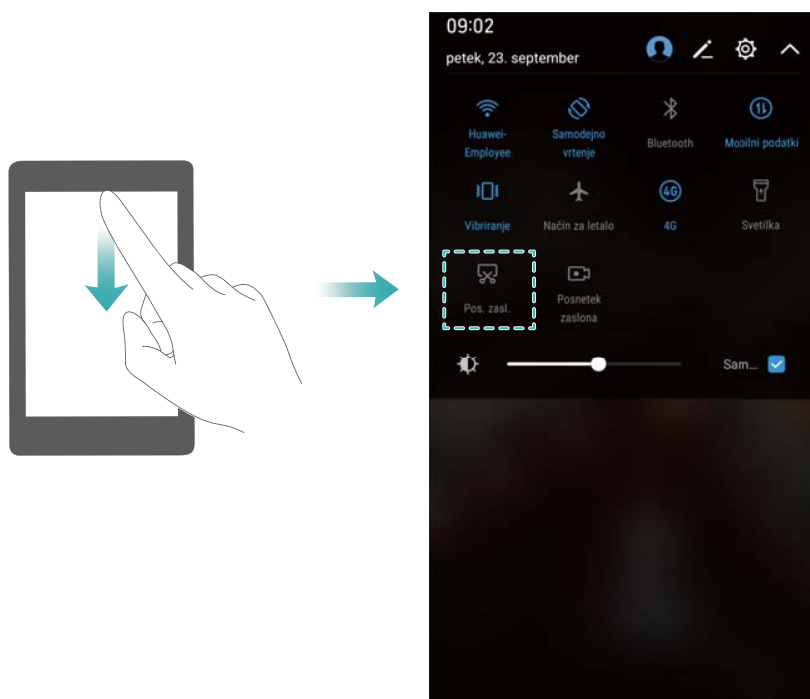 09:02
petek, 23. september
Huawei-
Employee
Samodejno
vrtenje
Bluetooth
Mobilni podatki
Vibriranje
Način za letalo
4G
4G
Svetilka
Pos. zasl.
Posnetek
zaslona
Sam...